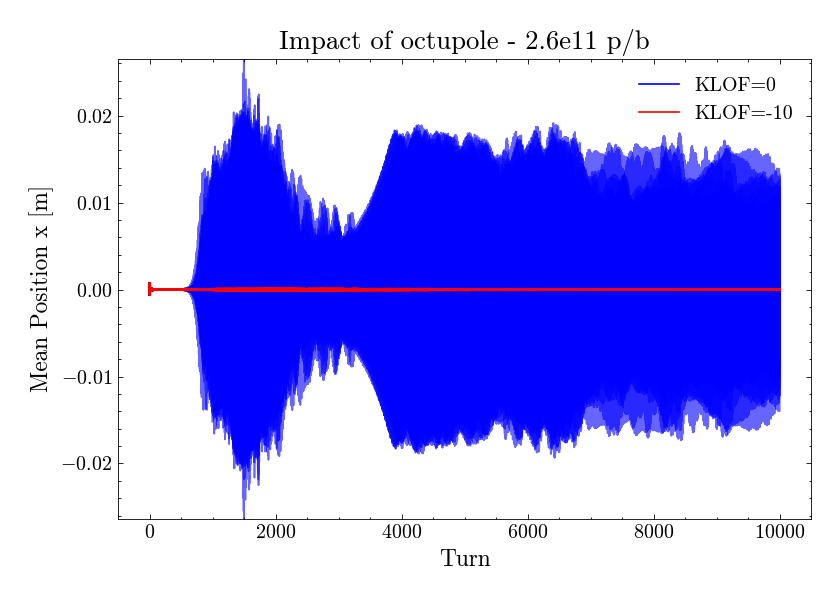 Impact of octupole - 2.6e11 p/b
KLOF=0
KLOF=-10
0.02
0.01
0.00
−0.01
−0.02
Mean Position x [m]
0 2000 4000 6000 8000 10000
Turn